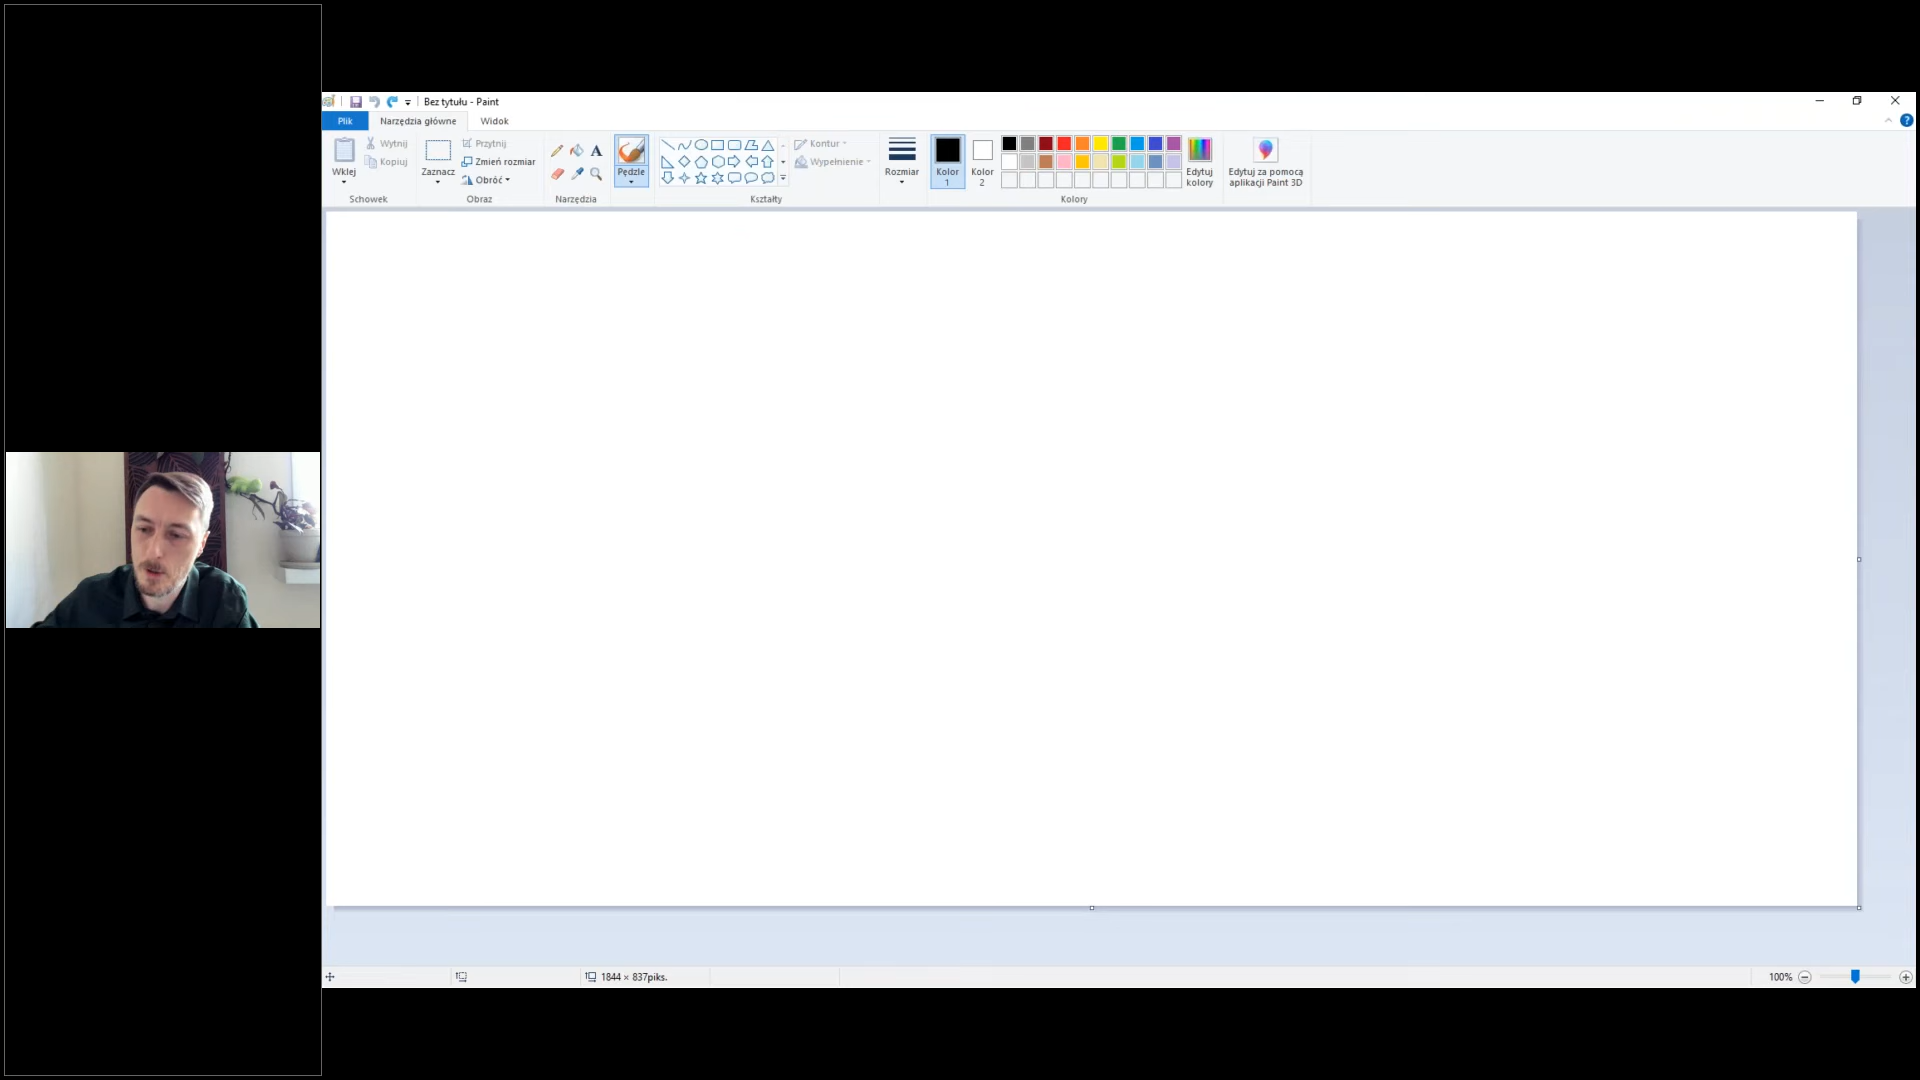 Bez tytułu - Paint
Plik Narzędzia główne Widok
Wklej
Wytnij
Kopiuj
Schowek
Zaznacz
Przytnij
Zmień rozmiar
Obróć
Obraz
A
Narzędzia
Pędzle
Kontur
Wypełnienie
Kształty
Rozmiar
Kolor
1
Kolor
2
Edytuj
kolory
Kolory
Edytuj za pomocą
aplikacji Paint 3D
1844 × 837piks.
100%